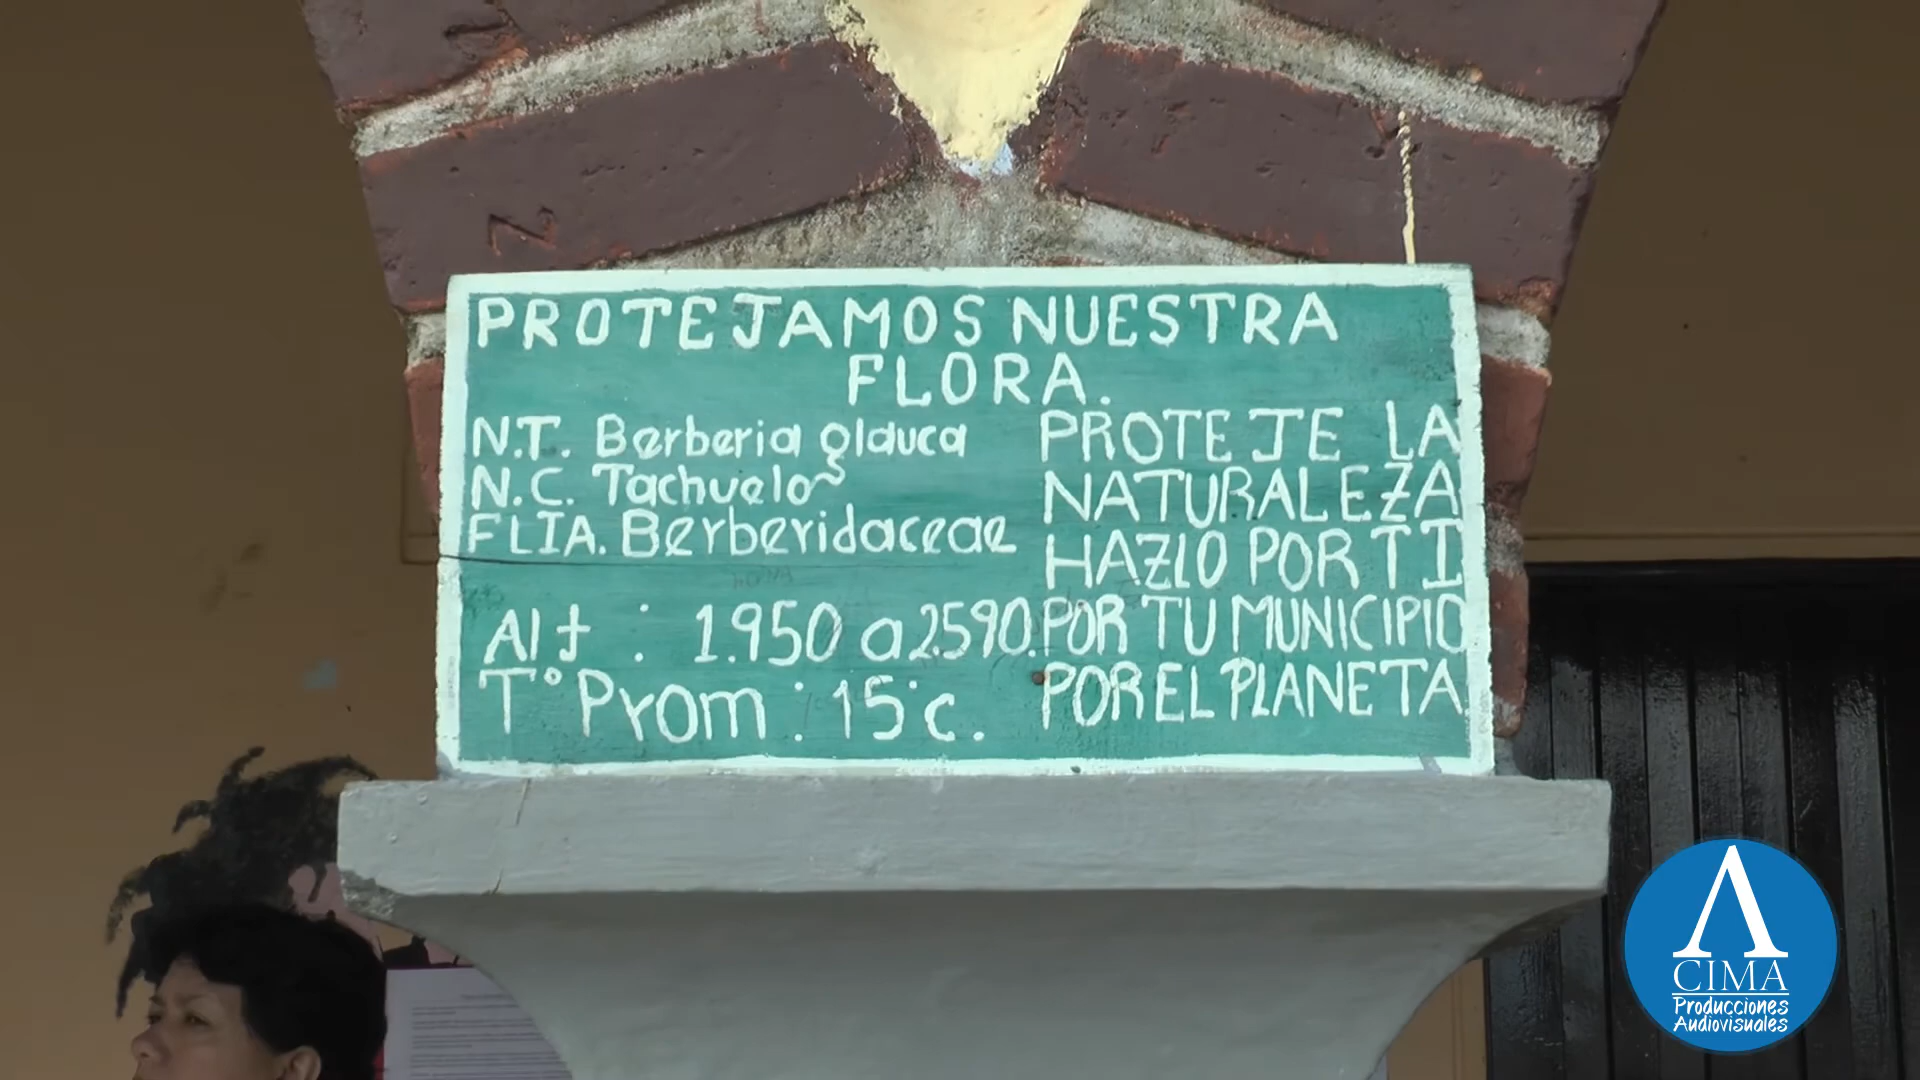 PROTEJAMOS NUESTRA
FLORA.
N.T. Berberia glauca
N.C. Tachuelo
FLIA. Berberidaceae
Alt : 1.950 a 2.590.
T° Prom : 15°c.
PROTEJE LA
NATURALEZA
HAZLO POR TI
POR TU MUNICIPIO
POR EL PLANETA
CIMA
Producciones
Audiovisuales